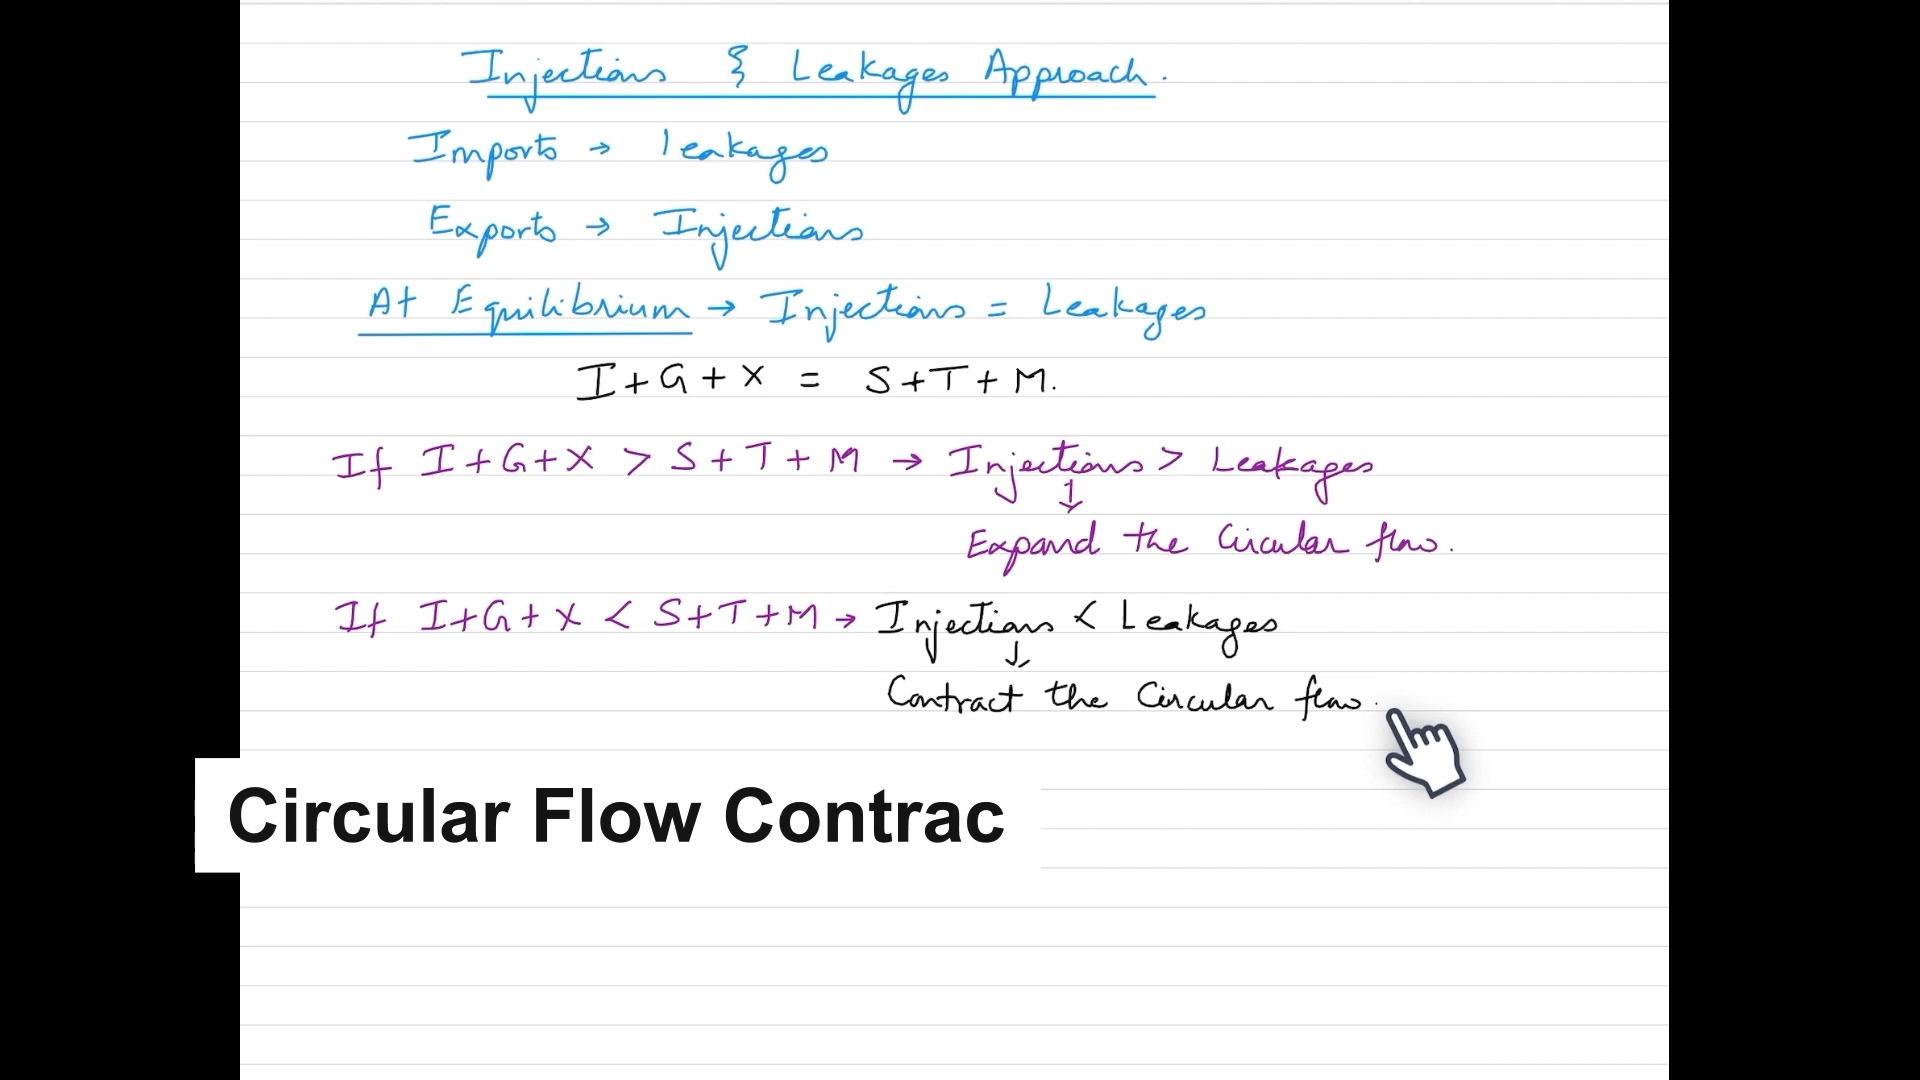 Injections & Leakages Approach.
Imports → leakages
Exports → Injections
At Equilibrium → Injections = Leakages
I+G+X = S+T+M.
If I+G+X > S+T+M → Injections > Leakages
↓
Expand the Circular flow.
If I+G+X < S+T+M → Injections < Leakages
↓
Contract the Circular flow.
Circular Flow Contrac